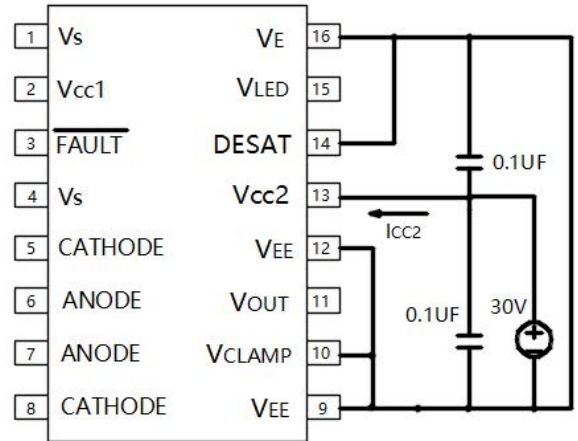 1 Vs VE 16
2 Vcc1 VLED 15
3 FAULT DESAT 14
0.1UF
4 Vs Vcc2 13
ICC2
5 CATHODE VEE 12
6 ANODE VOUT 11
0.1UF 30V
7 ANODE VCLAMP 10
8 CATHODE VEE 9